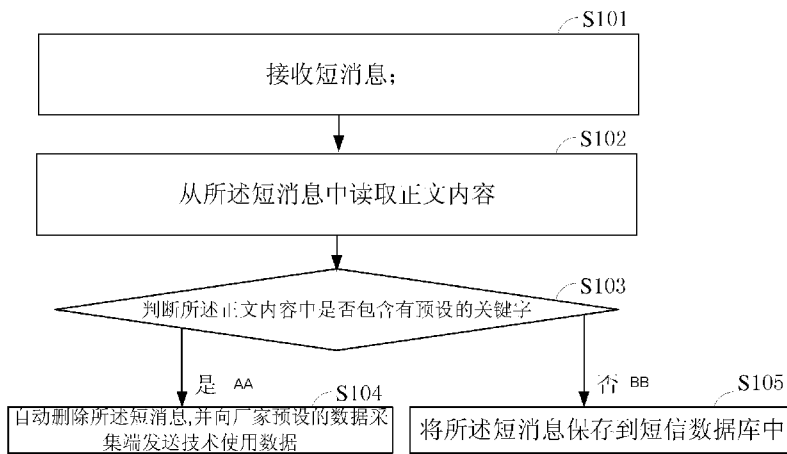 S101
接收短消息；
S102
从所述短消息中读取正文内容
S103
判断所述正文内容中是否包含有预设的关键字
是 AA
否 BB
S104
S105
自动删除所述短消息,并向厂家预设的数据采
集端发送技术使用数据
将所述短消息保存到短信数据库中